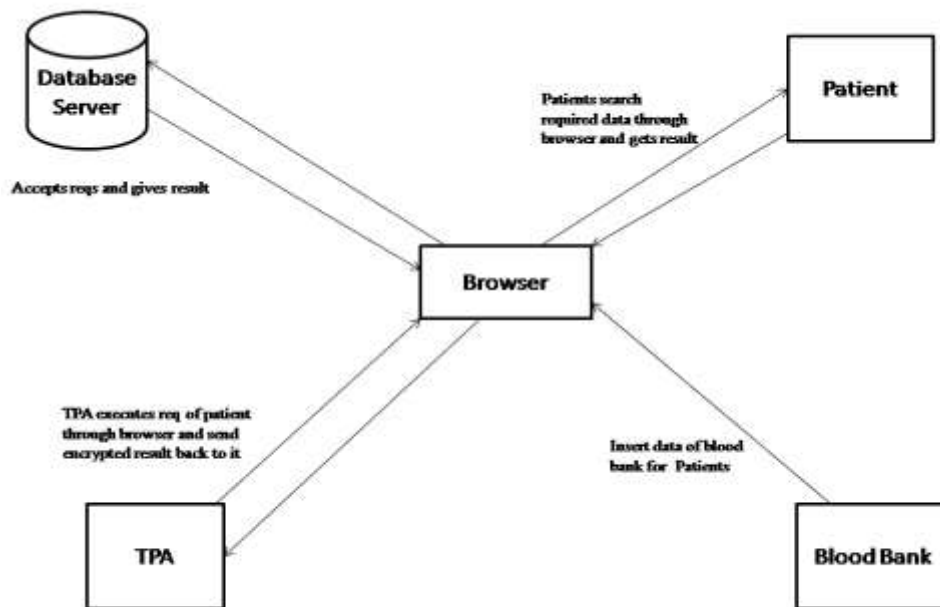 Database
Server
Patient
Patients search
required data through
browser and gets result
Accepts reqs and gives result
Browser
TPA executes req of patient
through browser and send
encrypted result back to it
Insert data of blood
bank for Patients
TPA
Blood Bank